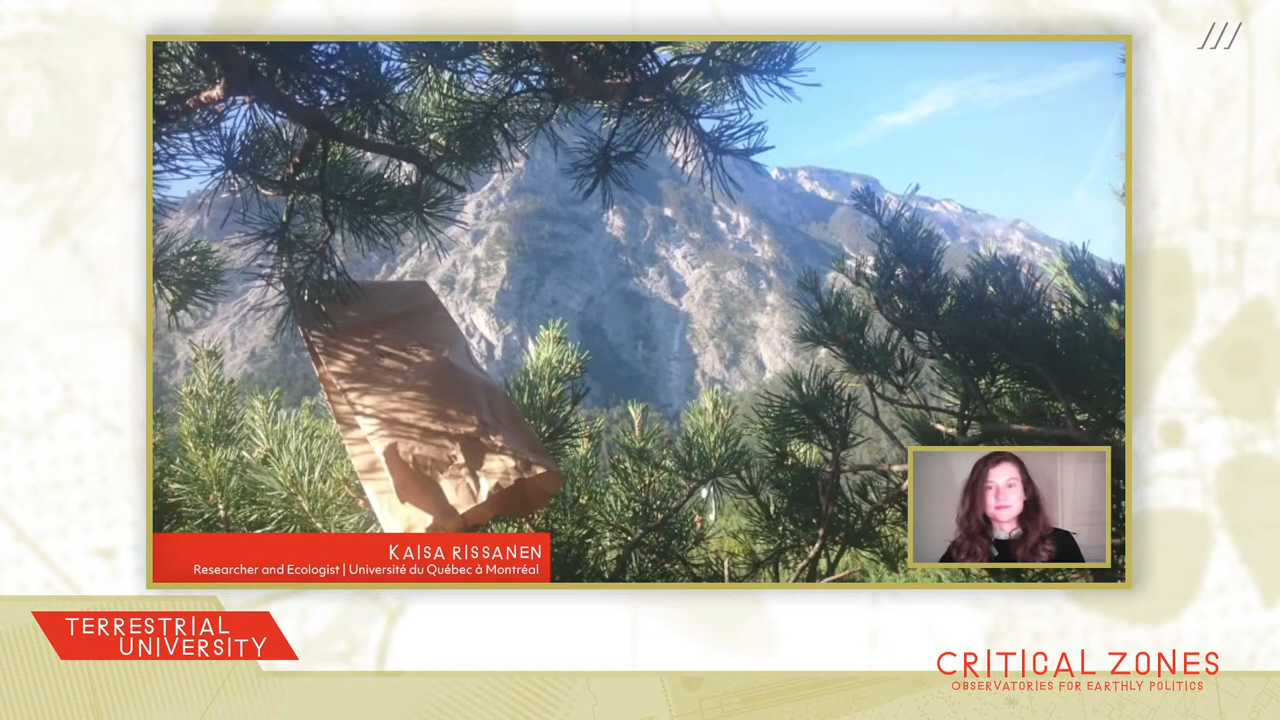 ///
KAISA RISSANEN
Researcher and Ecologist | Université du Québec à Montréal
TERRESTRIAL
UNIVERSITY
CRITICAL ZONES
OBSERVATORIES FOR EARTHLY POLITICS